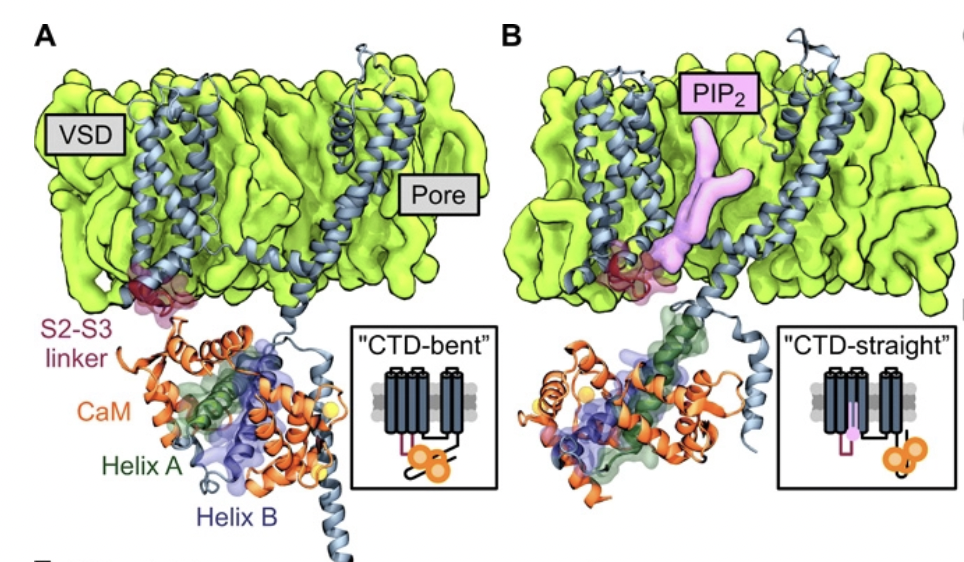 A
B
PIP₂
VSD
Pore
S2-S3
linker
"CTD-bent”
"CTD-straight”
CaM
Helix A
Helix B